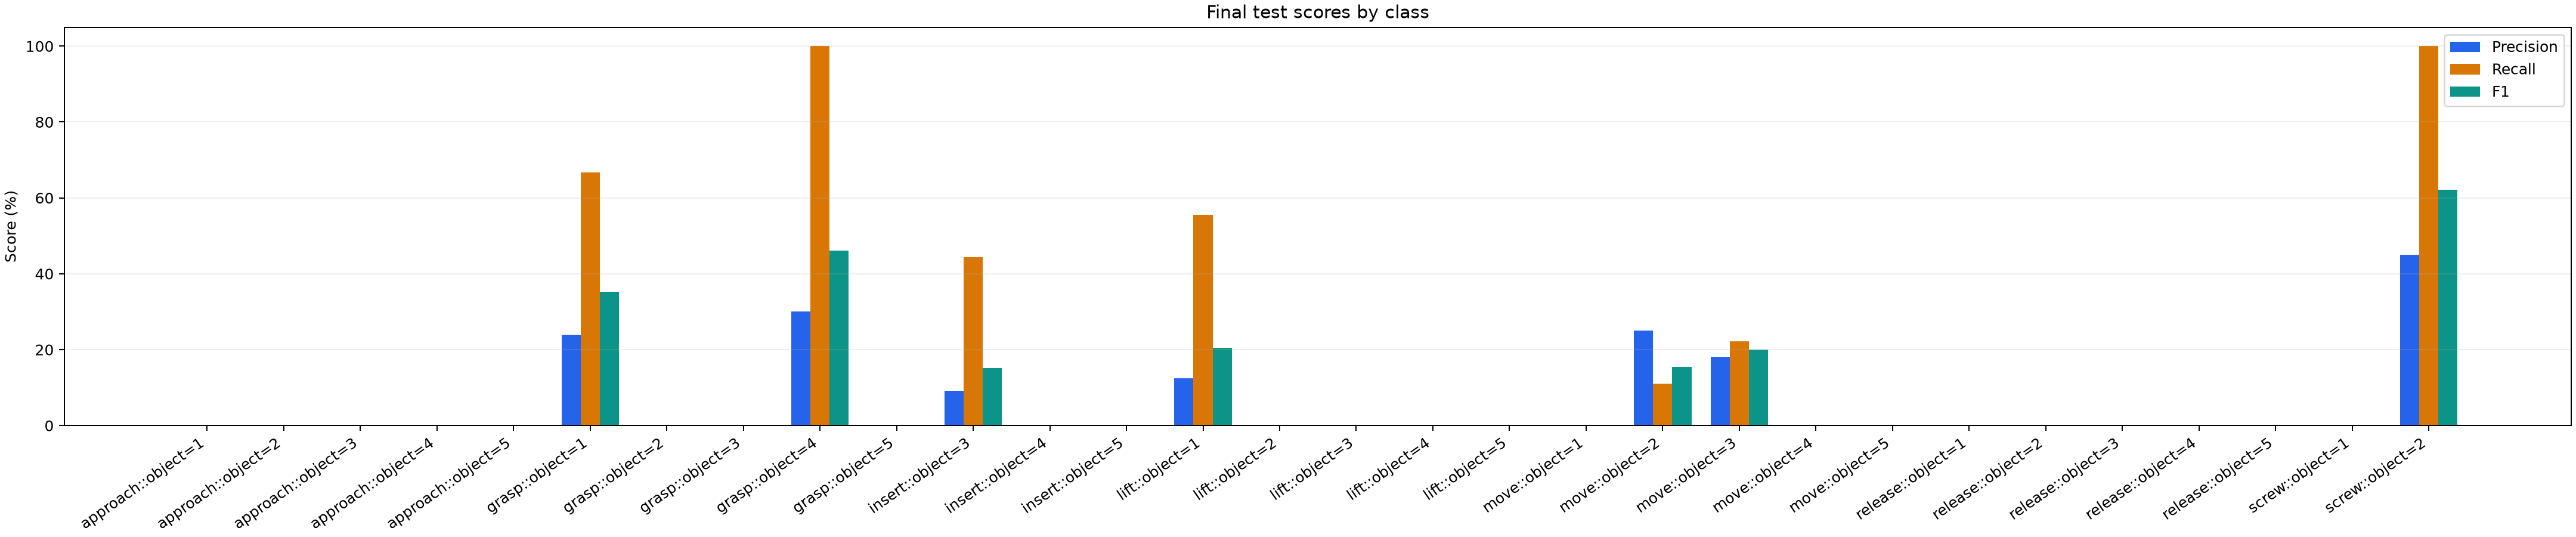 Final test scores by class
Precision
Recall
F1
Score (%)
100
80
60
40
20
0
approach::object=1
approach::object=2
approach::object=3
approach::object=4
approach::object=5
grasp::object=1
grasp::object=2
grasp::object=3
grasp::object=4
grasp::object=5
insert::object=3
insert::object=4
insert::object=5
lift::object=1
lift::object=2
lift::object=3
lift::object=4
lift::object=5
move::object=1
move::object=2
move::object=3
move::object=4
move::object=5
release::object=1
release::object=2
release::object=3
release::object=4
release::object=5
screw::object=1
screw::object=2